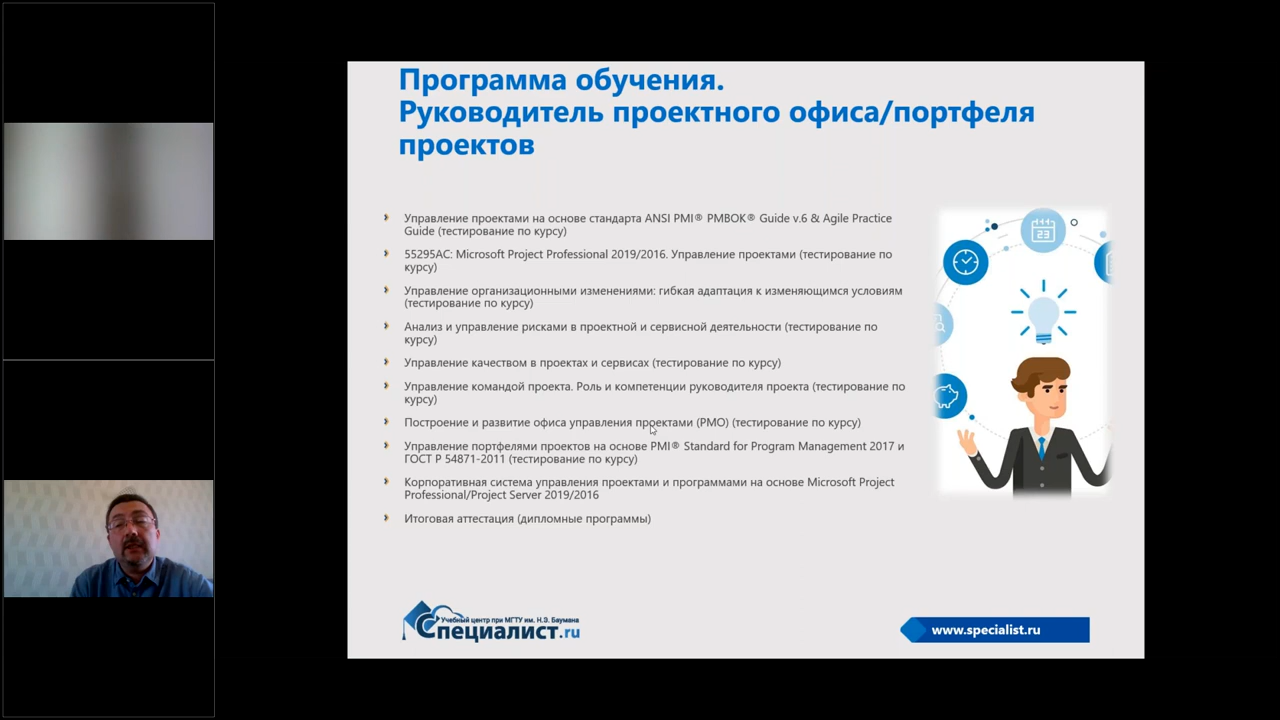 Программа обучения.
Руководитель проектного офиса/портфеля
проектов
Управление проектами на основе стандарта ANSI PMI® PMBOK® Guide v.6 & Agile Practice
Guide (тестирование по курсу)
55295AC: Microsoft Project Professional 2019/2016. Управление проектами (тестирование по
курсу)
Управление организационными изменениями: гибкая адаптация к изменяющимся условиям
(тестирование по курсу)
Анализ и управление рисками в проектной и сервисной деятельности (тестирование по
курсу)
Управление качеством в проектах и сервисах (тестирование по курсу)
Управление командой проекта. Роль и компетенции руководителя проекта (тестирование по
курсу)
Построение и развитие офиса управления проектами (PMO) (тестирование по курсу)
Управление портфелями проектов на основе PMI® Standard for Program Management 2017 и
ГОСТ Р 54871-2011 (тестирование по курсу)
Корпоративная система управления проектами и программами на основе Microsoft Project
Professional/Project Server 2019/2016
Итоговая аттестация (дипломные программы)
23
Учебный центр при МГТУ им. Н.Э. Баумана
Специалист.ru
www.specialist.ru